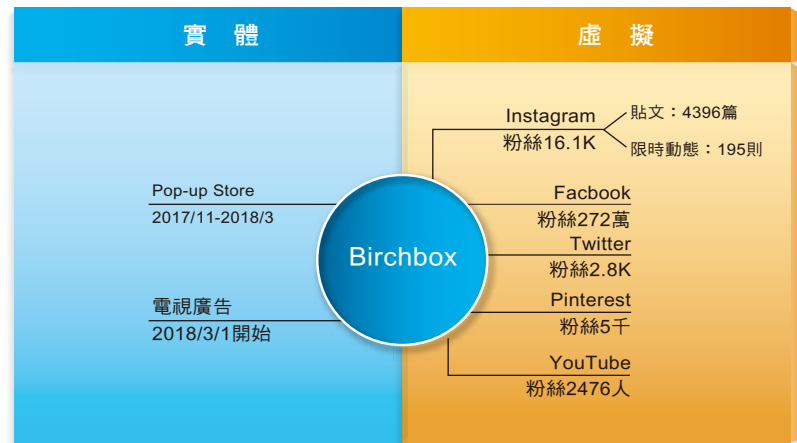 實 體
虛 擬
Pop-up Store
2017/11-2018/3
電視廣告
2018/3/1開始
Birchbox
Instagram
粉絲16.1K
貼文：4396篇
限時動態：195則
Facbook
粉絲272萬
Twitter
粉絲2.8K
Pinterest
粉絲5千
YouTube
粉絲2476人